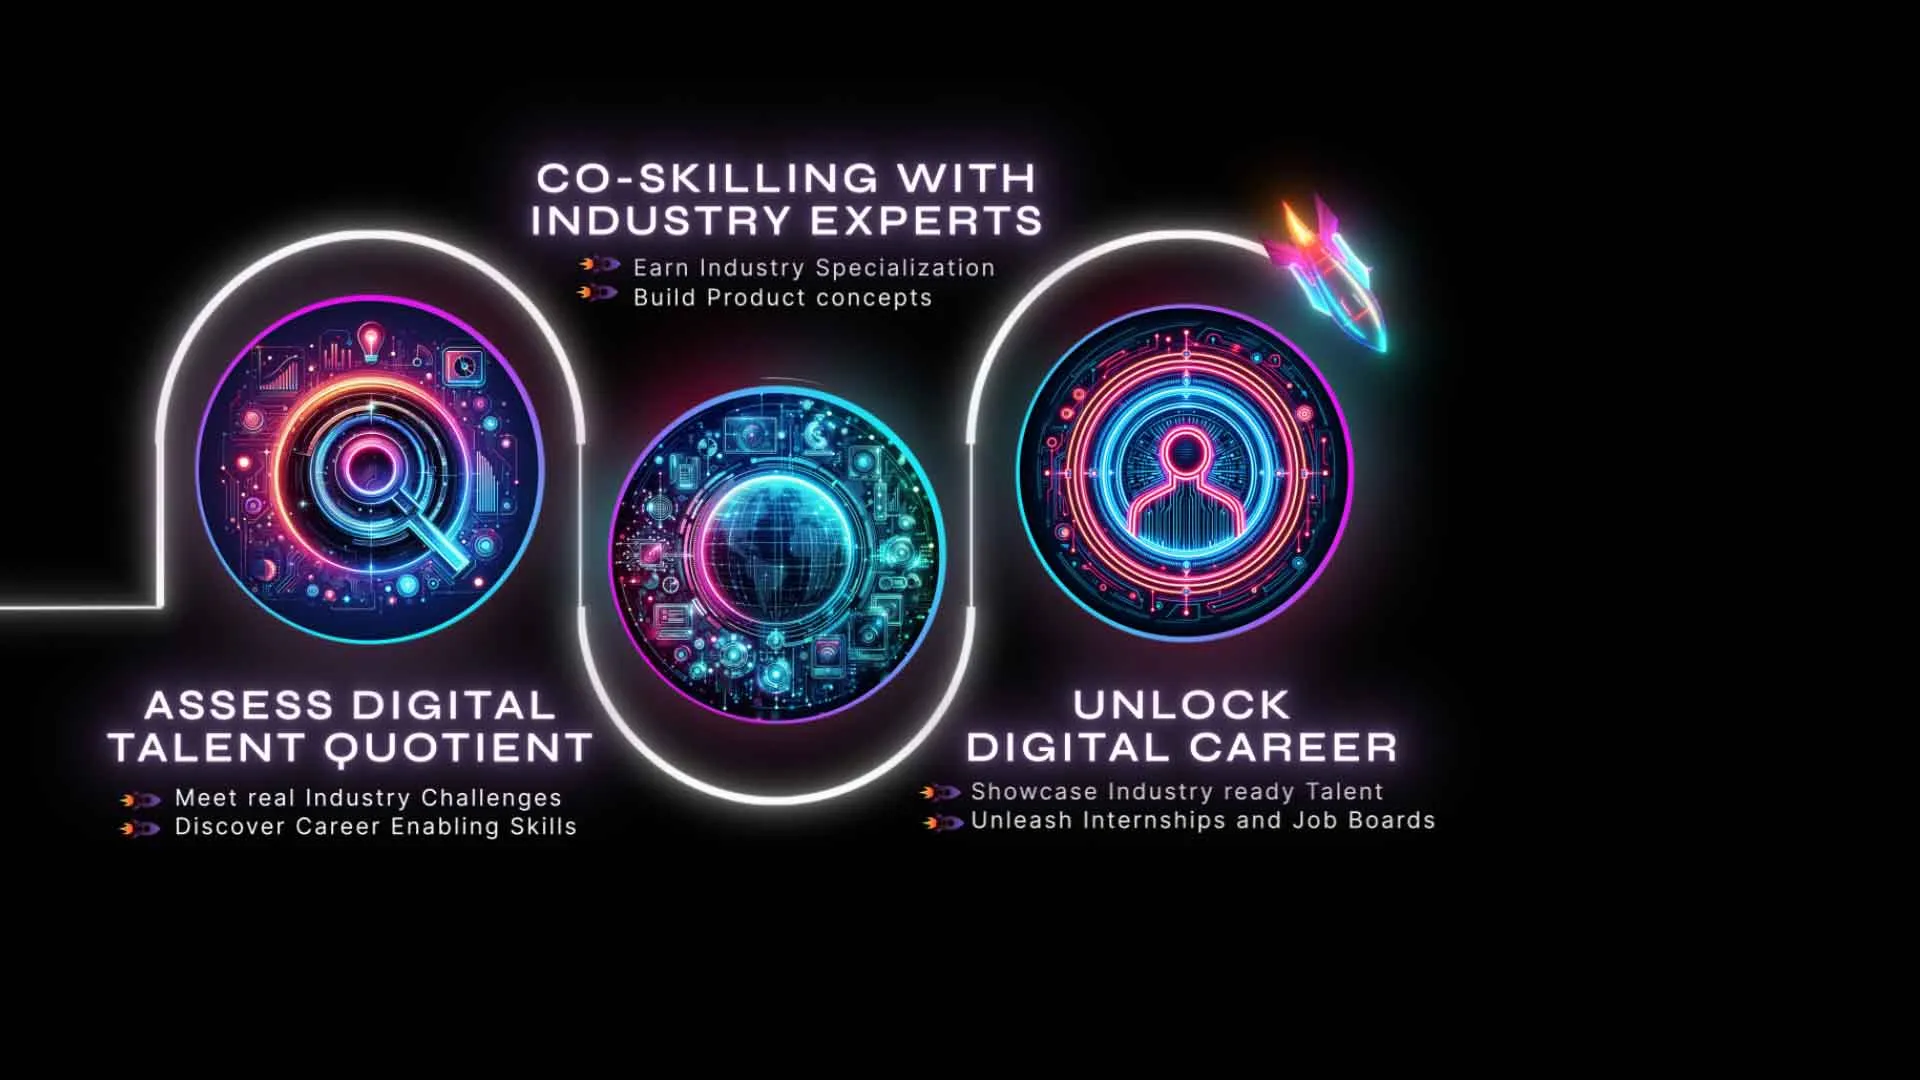 CO-SKILLING WITH
INDUSTRY EXPERTS
Earn Industry Specialization
Build Product concepts
ASSESS DIGITAL
TALENT QUOTIENT
Meet real Industry Challenges
Discover Career Enabling Skills
UNLOCK
DIGITAL CAREER
Showcase Industry ready Talent
Unleash Internships and Job Boards